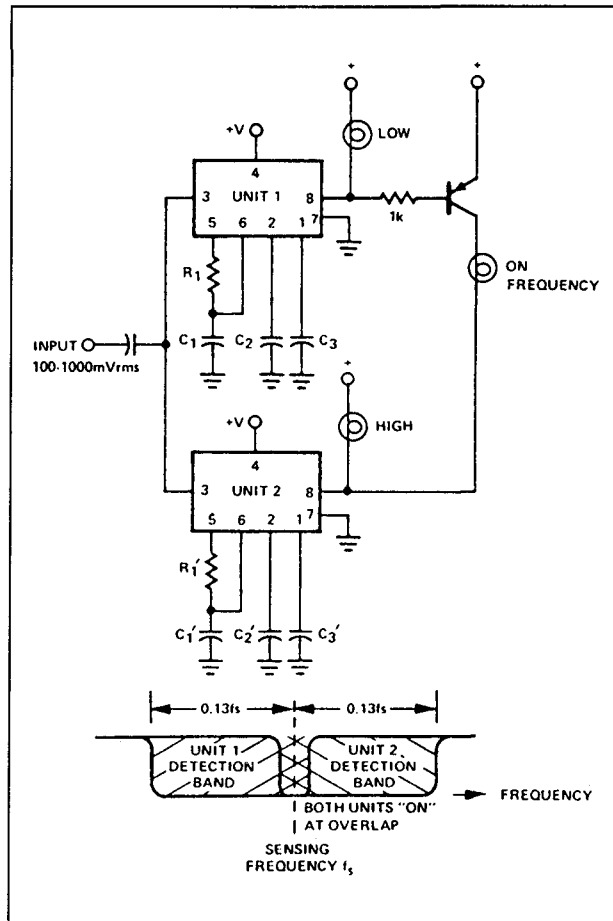 +
+
LOW
+V
4
3
UNIT 1
8
7
5
6
2
1
1k
R1
ON
FREQUENCY
C1
C2
C3
INPUT
100-1000mVrms
+
HIGH
+V
4
3
UNIT 2
8
7
5
6
2
1
R1'
C1'
C2'
C3'
0.13fs
0.13fs
UNIT 1
DETECTION
BAND
UNIT 2
DETECTION
BAND
FREQUENCY
BOTH UNITS "ON"
AT OVERLAP
SENSING
FREQUENCY fs